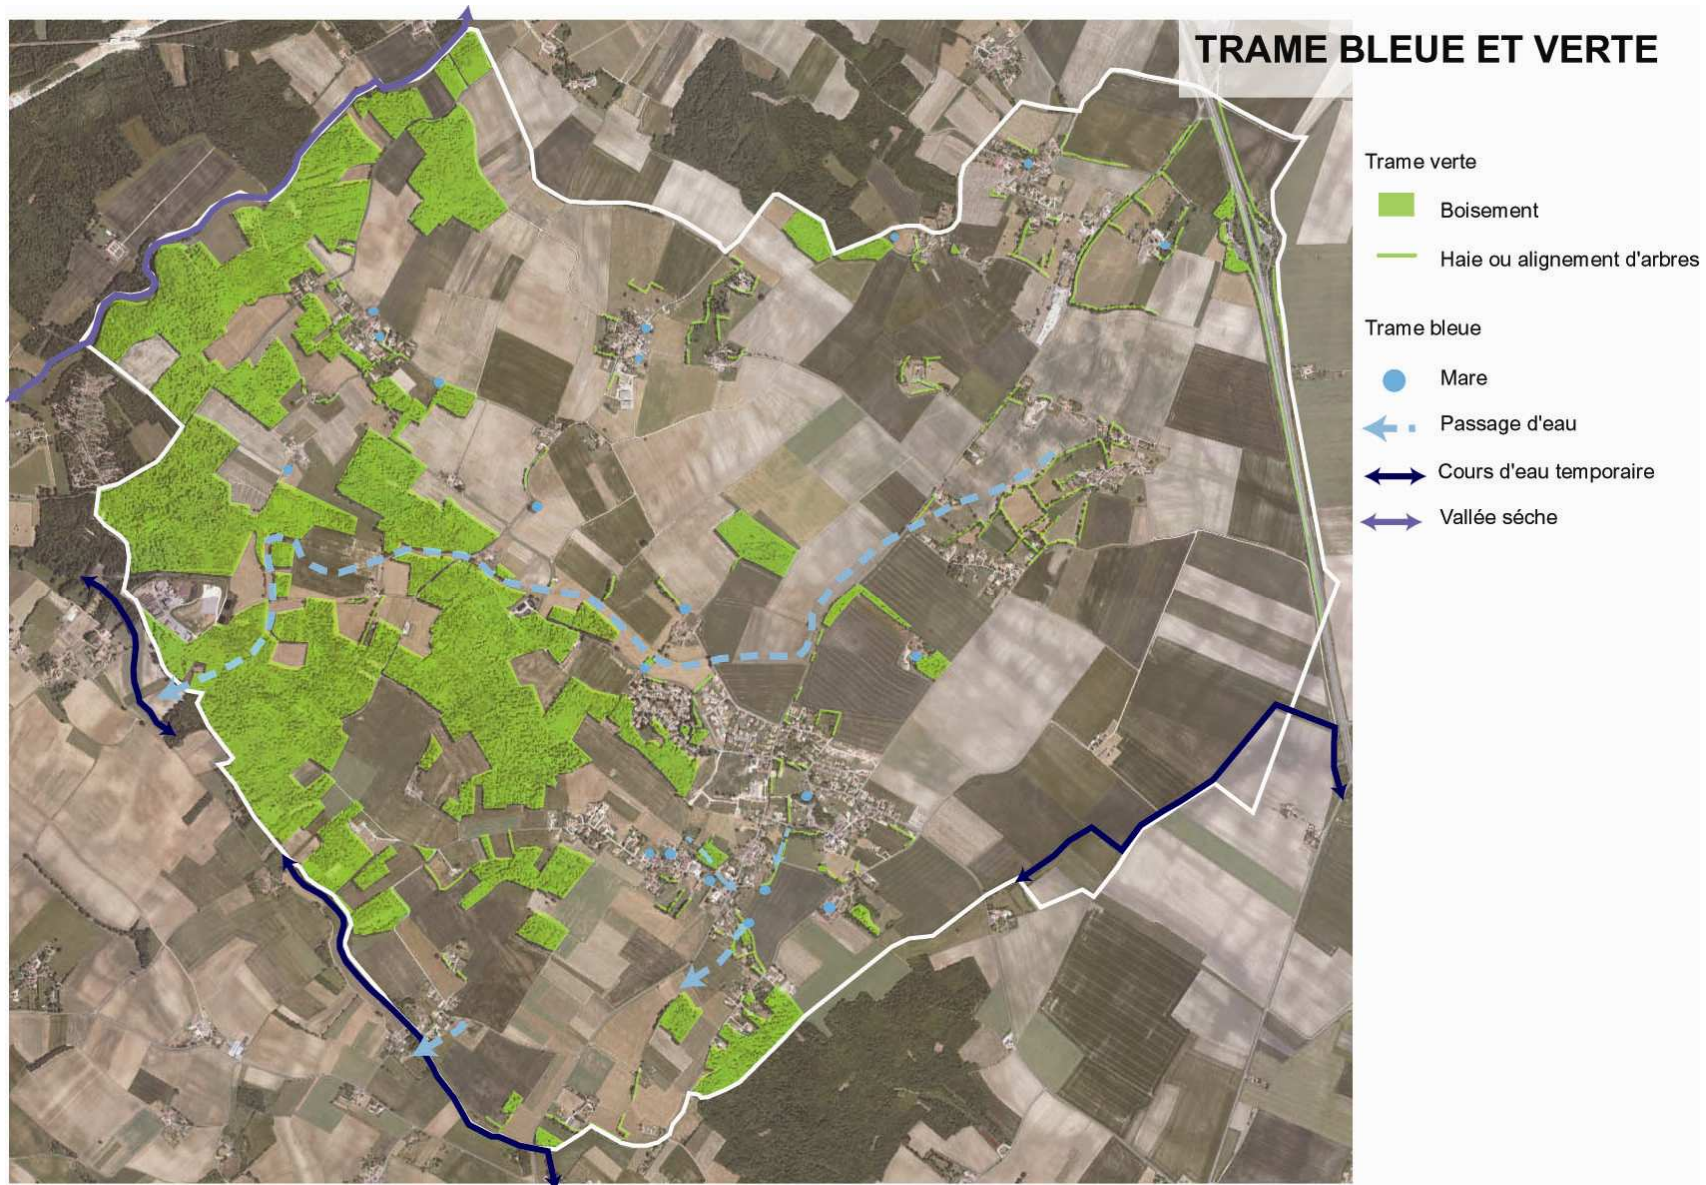 TRAME BLEUE ET VERTE
Trame verte
Boisement
Haie ou alignement d'arbres
Trame bleue
Mare
Passage d'eau
Cours d'eau temporaire
Vallée séche